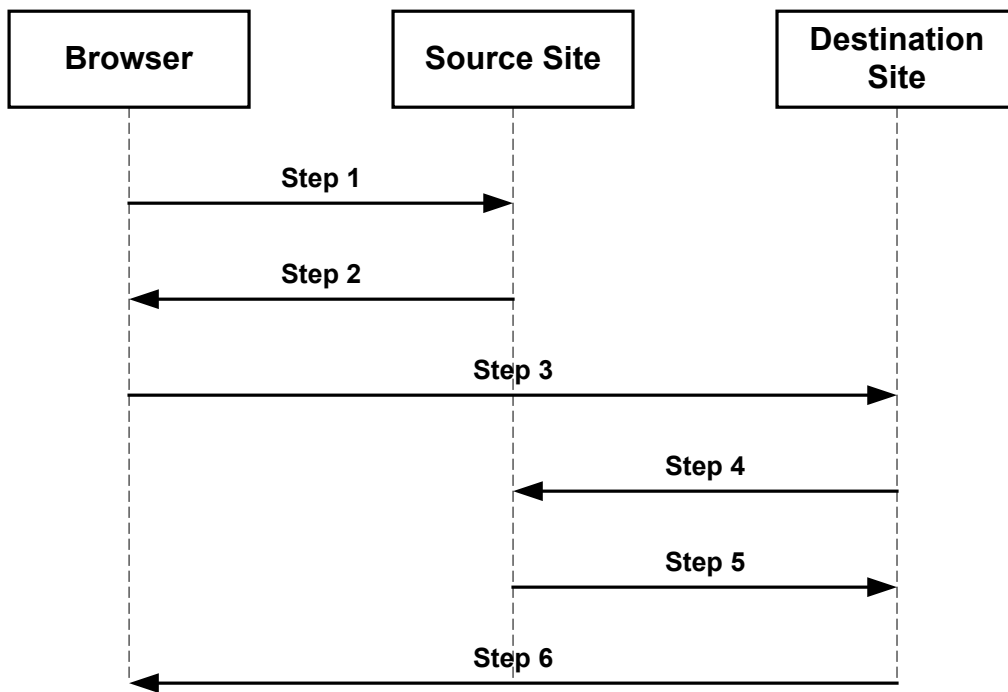 Browser
Source Site
Destination
Site
Step 1
Step 2
Step 3
Step 4
Step 5
Step 6